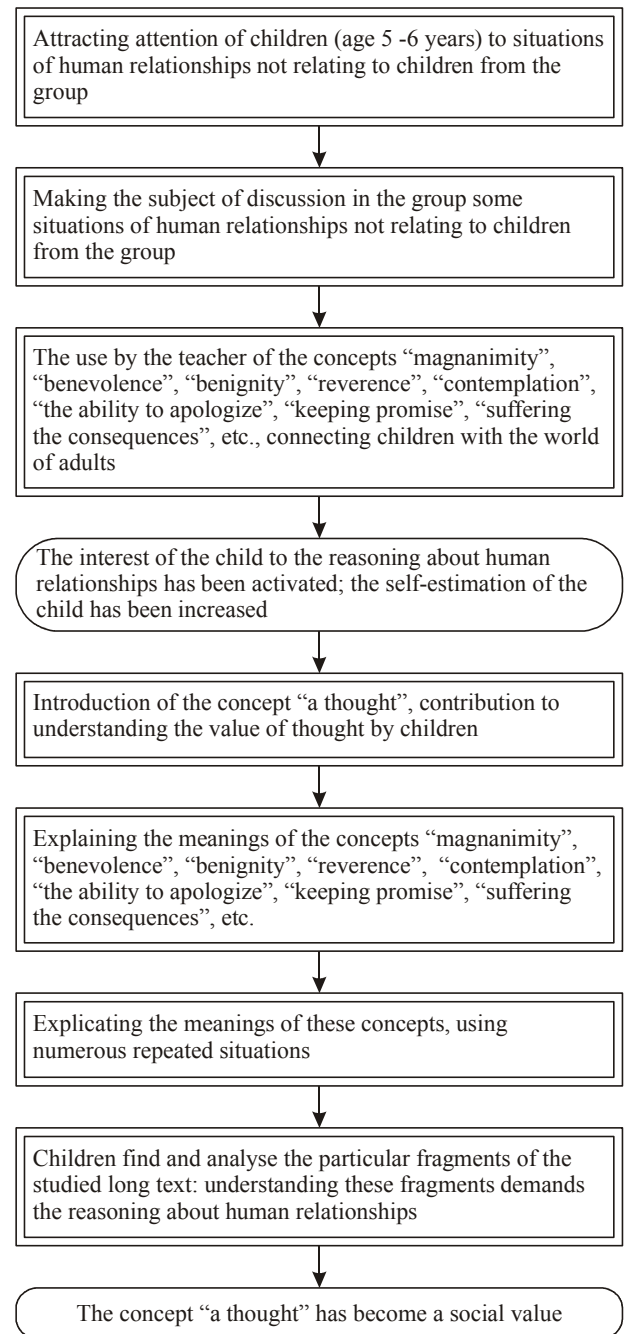 Attracting attention of children (age 5 -6 years) to situations
of human relationships not relating to children from the
group
Making the subject of discussion in the group some
situations of human relationships not relating to children
from the group
The use by the teacher of the concepts “magnanimity”,
“benevolence”, “benignity”, “reverence”, “contemplation”,
“the ability to apologize”, “keeping promise”, “suffering
the consequences”, etc., connecting children with the world
of adults
The interest of the child to the reasoning about human
relationships has been activated; the self-estimation of the
child has been increased
Introduction of the concept “a thought”, contribution to
understanding the value of thought by children
Explaining the meanings of the concepts “magnanimity”,
“benevolence”, “benignity”, “reverence”, “contemplation”,
“the ability to apologize”, “keeping promise”, “suffering
the consequences”, etc.
Explicating the meanings of these concepts, using
numerous repeated situations
Children find and analyse the particular fragments of the
studied long text: understanding these fragments demands
the reasoning about human relationships
The concept “a thought” has become a social value